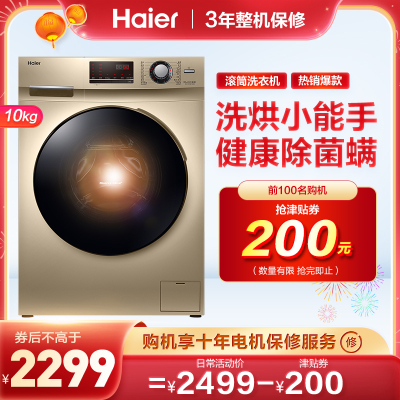 Haier 3年整机保修
滚筒洗衣机 热销爆款
Haier
10kg
洗烘小能手
健康除菌螨
前100名购机
抢津贴券
200元
(数量有限 抢完即止)
券后不高于
¥2299
购机享十年电机保修服务 修
日常活动价 津贴
=¥2499-¥200